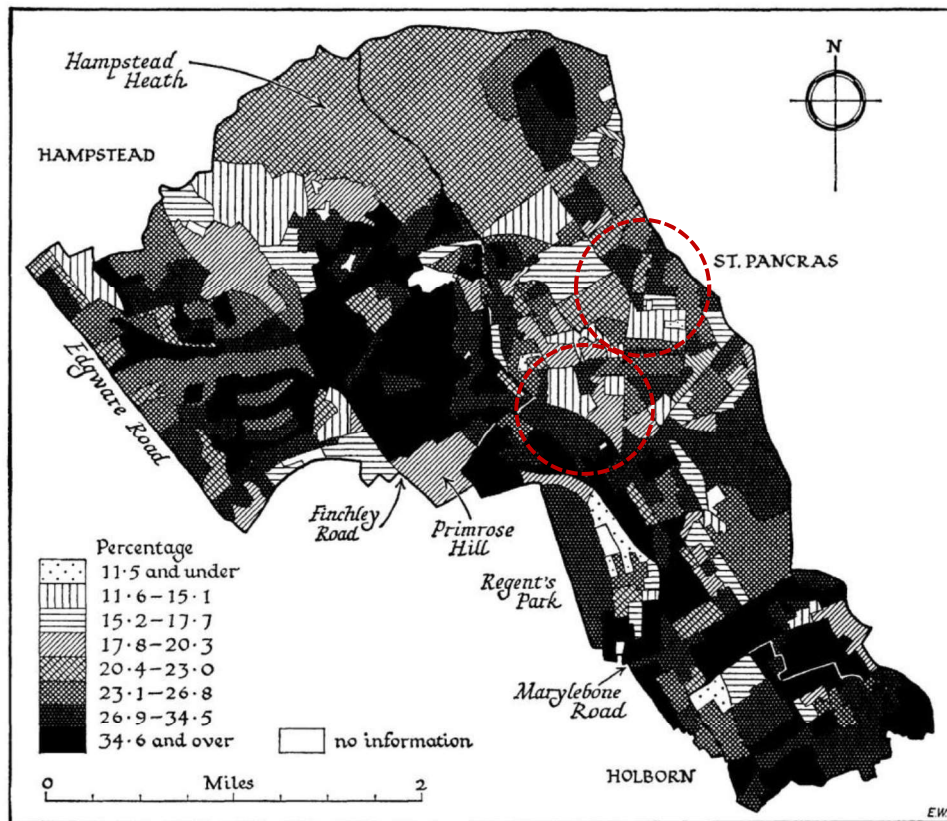 N
Hampstead
Heath
HAMPSTEAD
ST. PANCRAS
Edgware Road
Finchley
Road
Primrose
Hill
Regent's
Park
Marylebone
Road
HOLBORN
Percentage
11·5 and under
11·6–15·1
15·2–17·7
17·8–20·3
20·4–23·0
23·1–26·8
26·9–34·5
34·6 and over
no information
0 Miles 2
E.W.